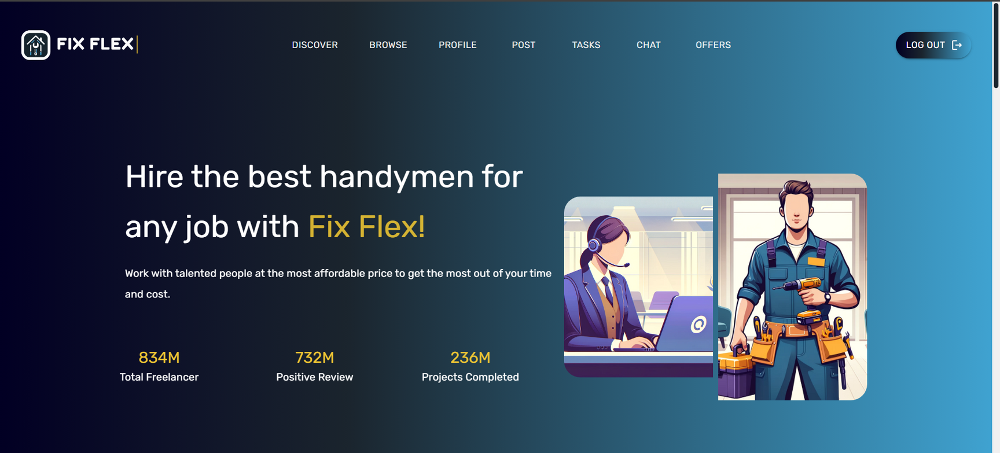 FIX FLEX
DISCOVER BROWSE PROFILE POST TASKS CHAT OFFERS
LOG OUT
Hire the best handymen for
any job with Fix Flex!
Work with talented people at the most affordable price to get the most out of your time
and cost.
834M 732M 236M
Total Freelancer Positive Review Projects Completed